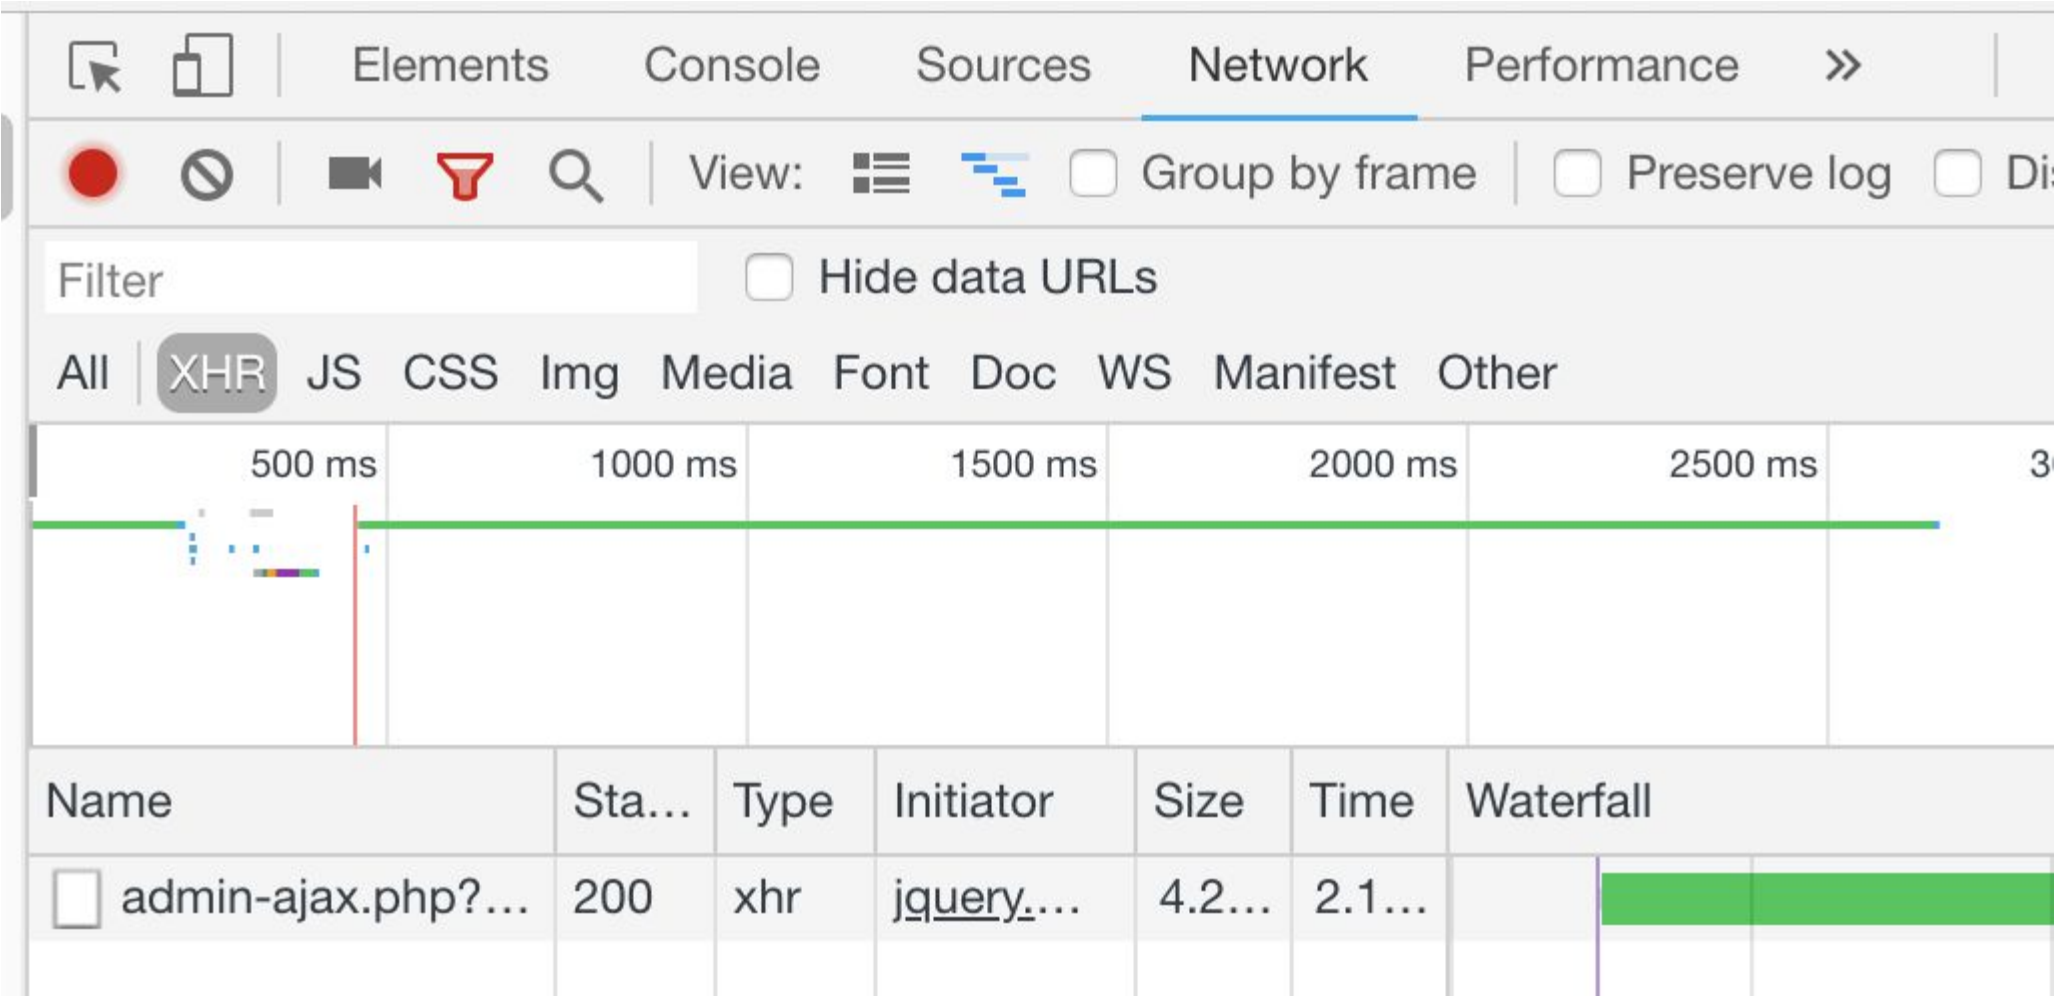 Elements Console Sources Network Performance »
View: Group by frame Preserve log
Filter Hide data URLs
All XHR JS CSS Img Media Font Doc WS Manifest Other
500 ms 1000 ms 1500 ms 2000 ms 2500 ms
Name Sta... Type Initiator Size Time Waterfall
admin-ajax.php?... 200 xhr jquery.... 4.2... 2.1...